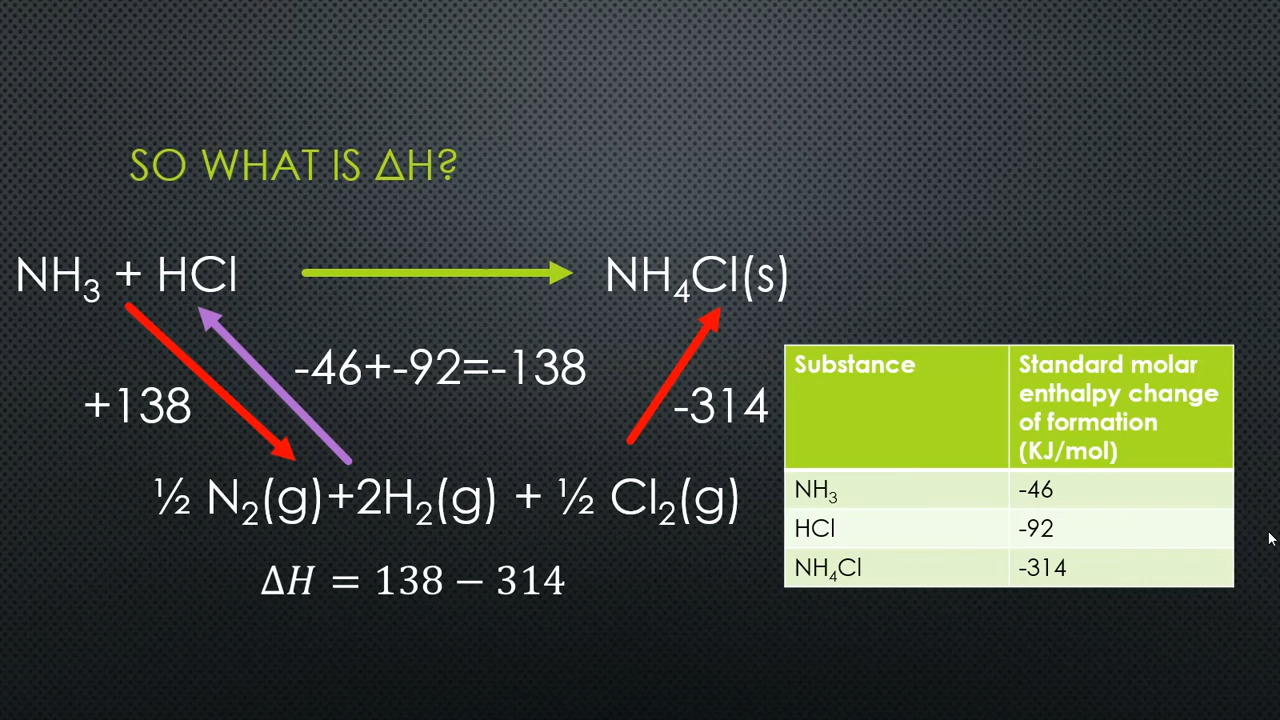 SO WHAT IS ΔH?
NH₃ + HCl
NH₄Cl(s)
-46+-92=-138
+138
-314
½ N₂(g)+2H₂(g) + ½ Cl₂(g)
Δ𝐻 = 138 − 314
Substance
Standard molar
enthalpy change
of formation
(KJ/mol)
NH₃ -46
HCl -92
NH₄Cl -314